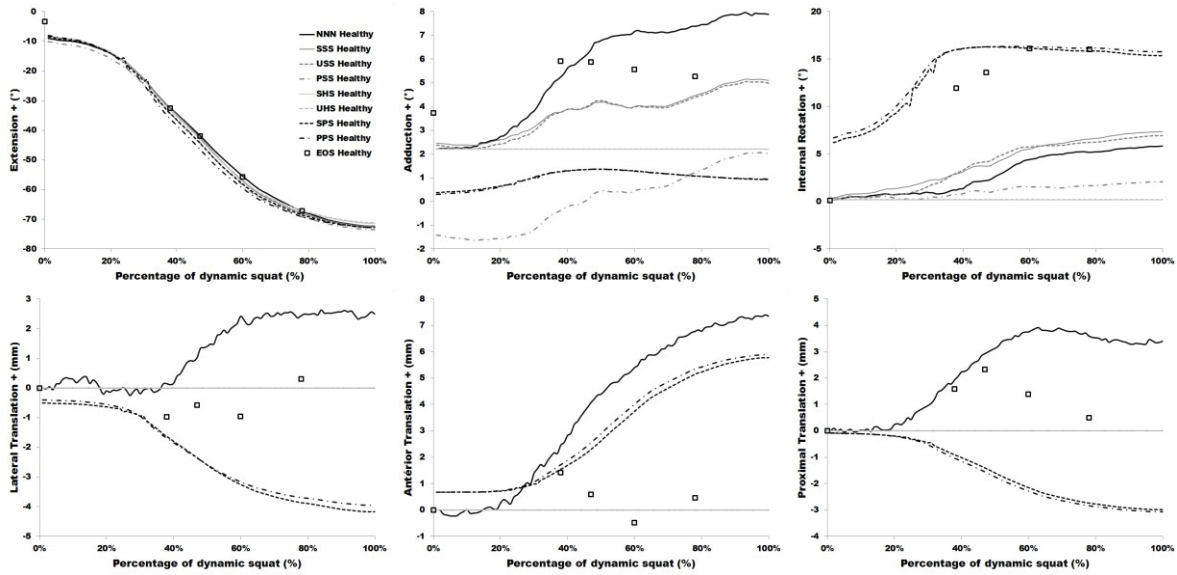 0
-10
-20
-30
-40
-50
-60
-70
-80
Extension + (°)
0% 20% 40% 60% 80% 100%
Percentage of dynamic squat (%)
NNN Healthy
SSS Healthy
USS Healthy
PSS Healthy
SHS Healthy
UHS Healthy
SPS Healthy
PPS Healthy
EOS Healthy
8
7
6
5
4
3
2
1
0
-1
-2
Adduction + (°)
0% 20% 40% 60% 80% 100%
Percentage of dynamic squat (%)
20
15
10
5
0
-5
Internal Rotation + (°)
0% 20% 40% 60% 80% 100%
Percentage of dynamic squat (%)
3
2
1
0
-1
-2
-3
-4
-5
Lateral Translation + (mm)
0% 20% 40% 60% 80% 100%
Percentage of dynamic squat (%)
8
7
6
5
4
3
2
1
0
-1
Antérior Translation + (mm)
0% 20% 40% 60% 80% 100%
Percentage of dynamic squat (%)
5
4
3
2
1
0
-1
-2
-3
-4
Proximal Translation + (mm)
0% 20% 40% 60% 80% 100%
Percentage of dynamic squat (%)